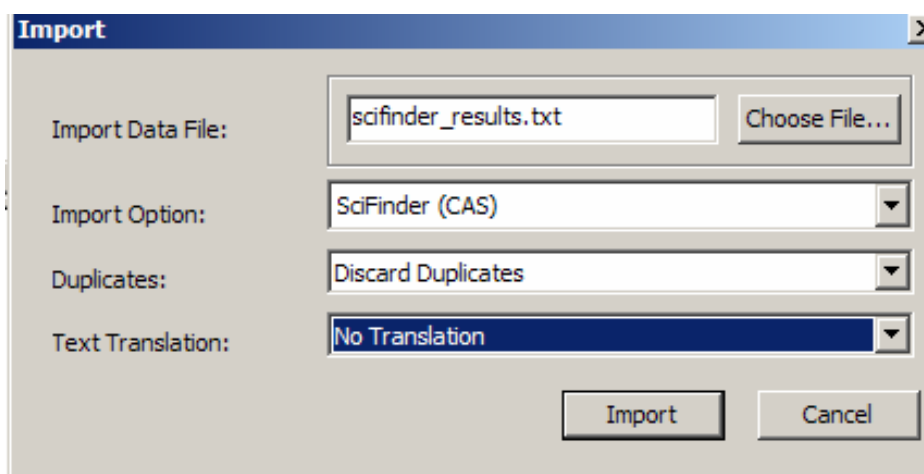 Import
Import Data File: scifinder_results.txt Choose File...
Import Option: SciFinder (CAS)
Duplicates: Discard Duplicates
Text Translation: No Translation
Import Cancel